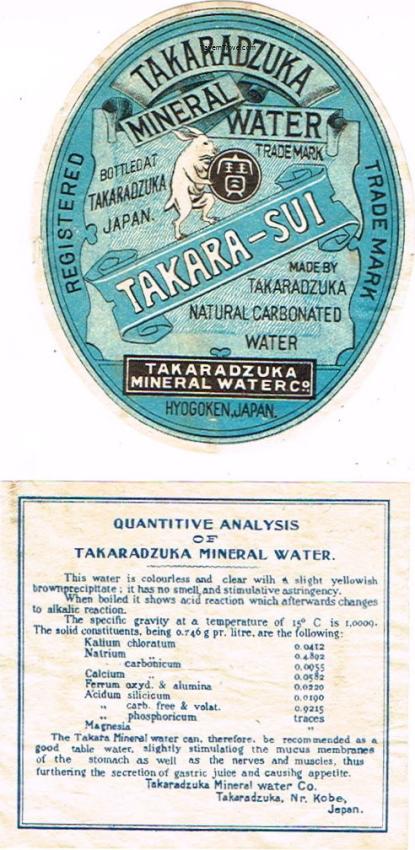 TavernTrove.com
TAKARADZUKA
MINERAL
WATER
TRADE MARK
BOTTLED AT
TAKARADZUKA
JAPAN.
寳
REGISTERED
TRADE MARK
TAKARA-SUI
MADE BY
TAKARADZUKA
NATURAL CARBONATED
WATER
TAKARADZUKA
MINERAL WATER Co
HYOGOKEN, JAPAN.
QUANTITIVE ANALYSIS
OF
TAKARADZUKA MINERAL WATER.
This water is colourless and clear with a slight yellowish
brownprecipitate; it has no smell and stimulative astringency.
When boiled it shows acid reaction which afterwards changes
to alkalic reaction.
The specific gravity at a temperature of 15° C is 1,0009.
The solid constituents, being 0.746 g pr. litre, are the following:
Kalium chloratum 0.0412
Natrium „ 0.4892
„ carbonicum 0.0955
Calcium „ 0.0582
Ferrum oxyd. & alumina 0.0220
Acidum silicicum 0.0190
„ carb. free & volat. 0.9215
„ phosphoricum traces
Magnesia „
The Takara Mineral water can, therefore, be recommended as a
good table water, slightly stimulating the mucus membranes
of the stomach as well as the nerves and muscles, thus
furthering the secretion of gastric juice and causing appetite.
Takaradzuka Mineral water Co.
Takaradzuka, Nr. Kobe,
Japan.